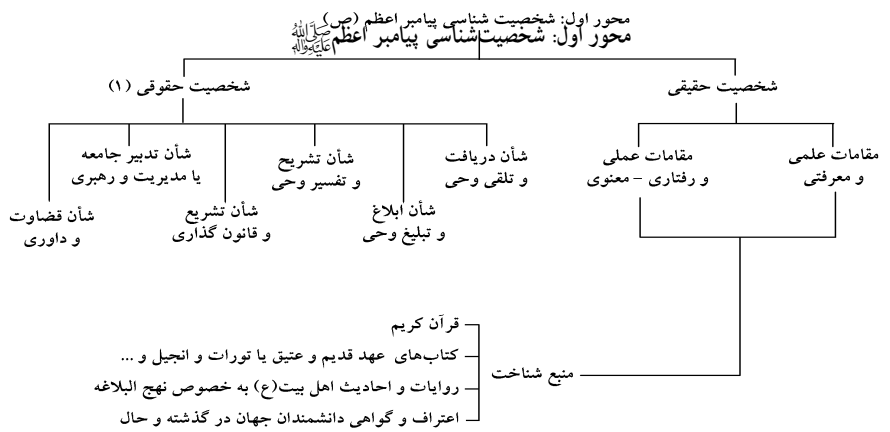 محور اول: شخصیت شناسی پیامبر اعظم (ص)
محور اول: شخصیت‌شناسی پیامبر اعظمﷺ
شخصیت حقیقی
شخصیت حقوقی (۱)
مقامات علمی
و معرفتی
مقامات عملی
و رفتاری – معنوی
شأن دریافت
و تلقی وحی
شأن ابلاغ
و تبلیغ وحی
شأن تشریح
و تفسیر وحی
شأن تشریع
و قانون گذاری
شأن تدبیر جامعه
یا مدیریت و رهبری
شأن قضاوت
و داوری
منبع شناخت
قرآن کریم
کتاب‌های عهد قدیم و عتیق یا تورات و انجیل و ...
روایات و احادیث اهل بیت(ع) به خصوص نهج البلاغه
اعتراف و گواهی دانشمندان جهان در گذشته و حال